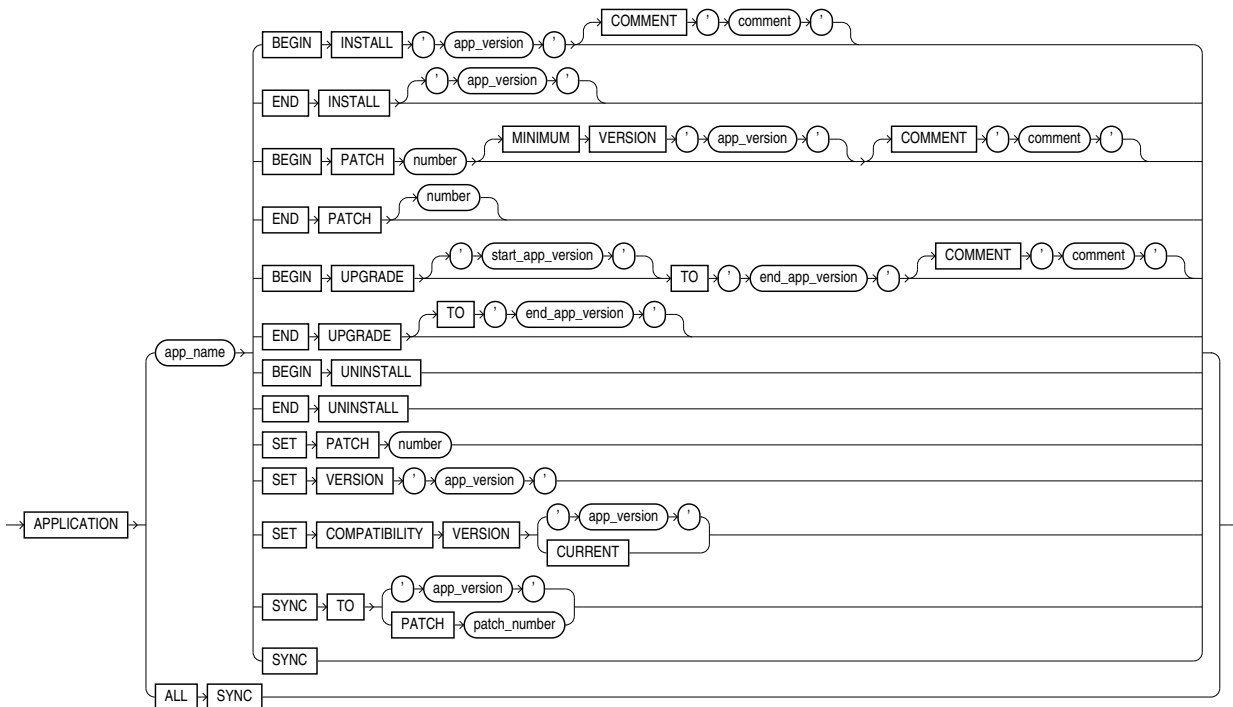 BEGIN INSTALL ' app_version ' COMMENT ' comment '
END INSTALL ' app_version '
BEGIN PATCH number MINIMUM VERSION ' app_version ' COMMENT ' comment '
END PATCH number
BEGIN UPGRADE ' start_app_version ' TO ' end_app_version ' COMMENT ' comment '
END UPGRADE TO ' end_app_version '
app_name
BEGIN UNINSTALL
END UNINSTALL
SET PATCH number
SET VERSION ' app_version '
APPLICATION
SET COMPATIBILITY VERSION ' app_version '
CURRENT
SYNC TO ' app_version '
PATCH patch_number
SYNC
ALL SYNC